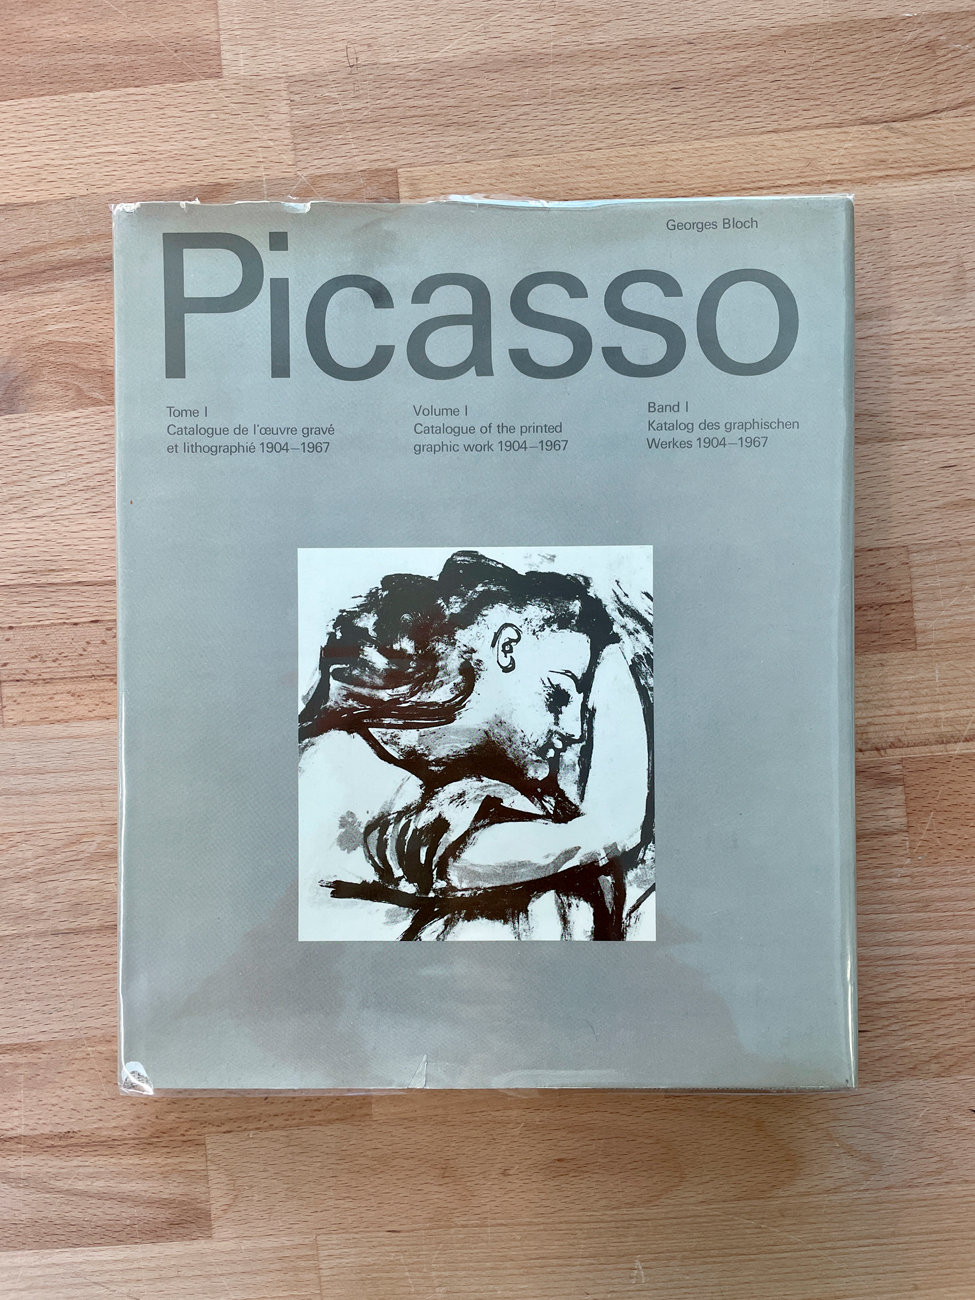 Georges Bloch
Picasso
Tome I
Catalogue de l'œuvre gravé
et lithographié 1904—1967
Volume I
Catalogue of the printed
graphic work 1904—1967
Band I
Katalog des graphischen
Werkes 1904—1967